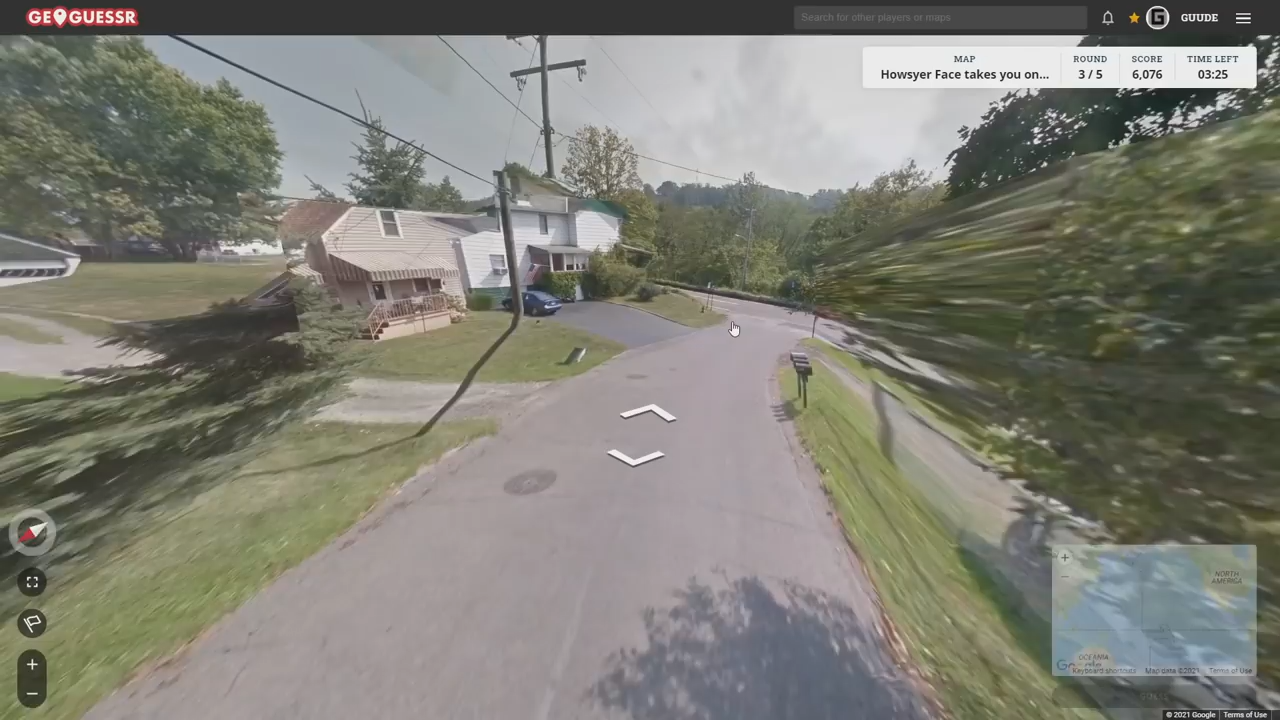 GEOGUESSR
Search for other players or maps
GUUDE
MAP
Howsyer Face takes you on...
ROUND
3 / 5
SCORE
6,076
TIME LEFT
03:25
NORTH
AMERICA
OCEANIA
Keyboard shortcuts
Map data ©2021
Terms of Use
GUESS
© 2021 Google
Terms of Use